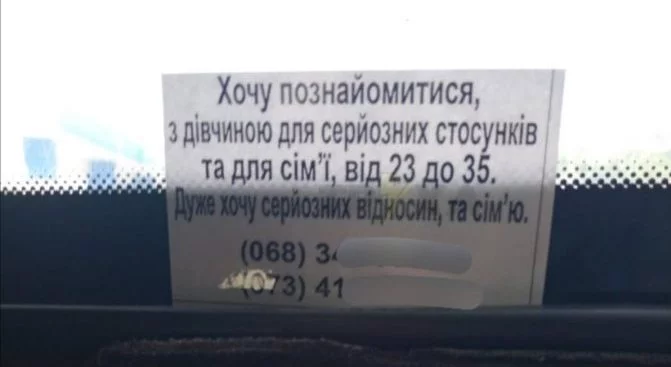 Хочу познайомитися,
з дівчиною для серйозних стосунків
та для сім'ї, від 23 до 35.
Дуже хочу серйозних відносин, та сім'ю.
(068) 34
(073) 41